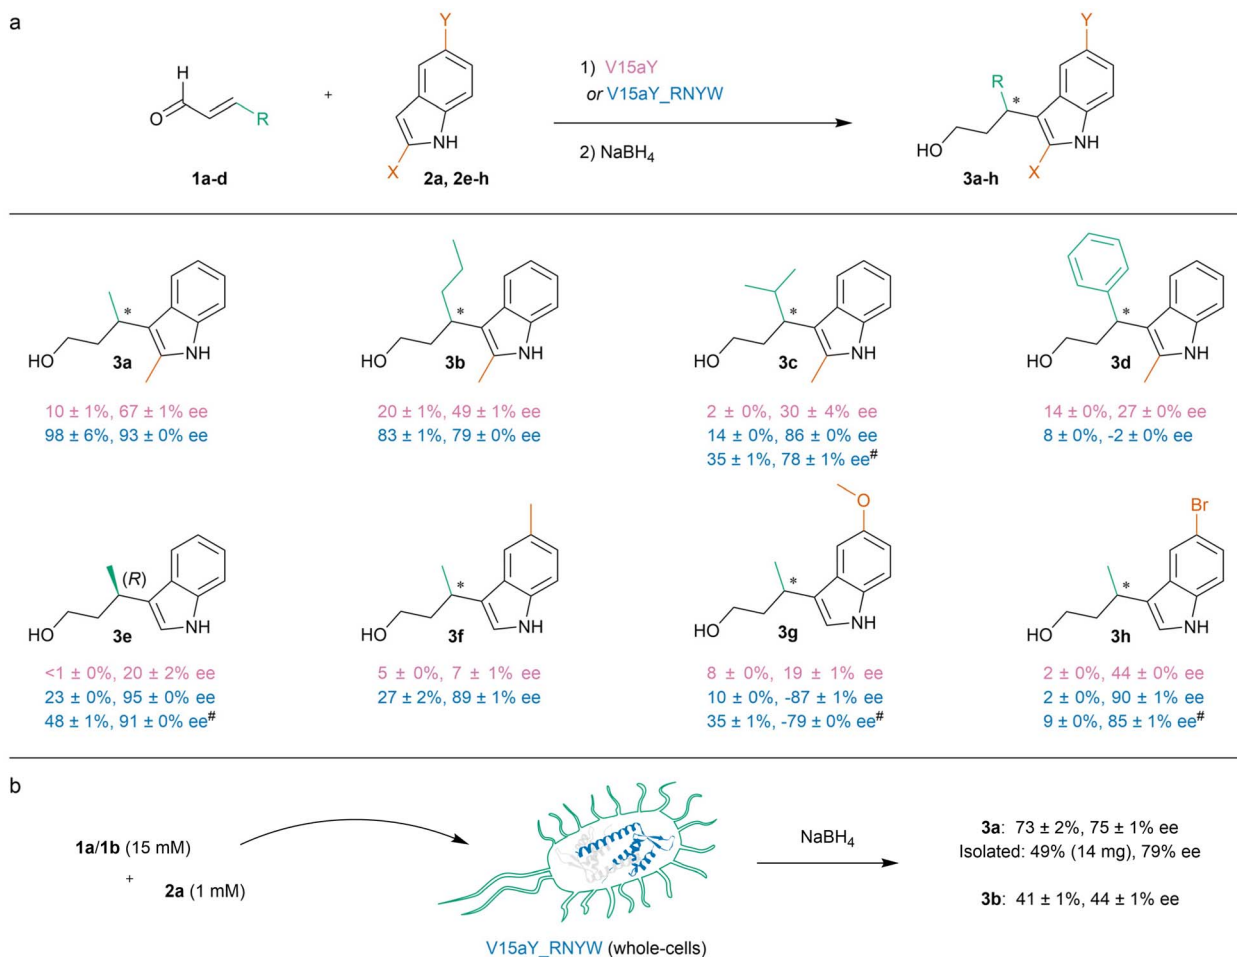 a
H
O
R
1a-d
+
Y
NH
X
2a, 2e-h
1) V15aY
or V15aY_RNYW
2) NaBH4
Y
R
*
HO
NH
X
3a-h
*
HO
NH
3a
10 ± 1%, 67 ± 1% ee
98 ± 6%, 93 ± 0% ee
*
HO
NH
3b
20 ± 1%, 49 ± 1% ee
83 ± 1%, 79 ± 0% ee
*
HO
NH
3c
2 ± 0%, 30 ± 4% ee
14 ± 0%, 86 ± 0% ee
35 ± 1%, 78 ± 1% ee#
*
HO
NH
3d
14 ± 0%, 27 ± 0% ee
8 ± 0%, -2 ± 0% ee
(R)
HO
NH
3e
<1 ± 0%, 20 ± 2% ee
23 ± 0%, 95 ± 0% ee
48 ± 1%, 91 ± 0% ee#
*
HO
NH
3f
5 ± 0%, 7 ± 1% ee
27 ± 2%, 89 ± 1% ee
O
*
HO
NH
3g
8 ± 0%, 19 ± 1% ee
10 ± 0%, -87 ± 1% ee
35 ± 1%, -79 ± 0% ee#
Br
*
HO
NH
3h
2 ± 0%, 44 ± 0% ee
2 ± 0%, 90 ± 1% ee
9 ± 0%, 85 ± 1% ee#
b
1a/1b (15 mM)
+
2a (1 mM)
V15aY_RNYW (whole-cells)
NaBH4
3a: 73 ± 2%, 75 ± 1% ee
Isolated: 49% (14 mg), 79% ee
3b: 41 ± 1%, 44 ± 1% ee